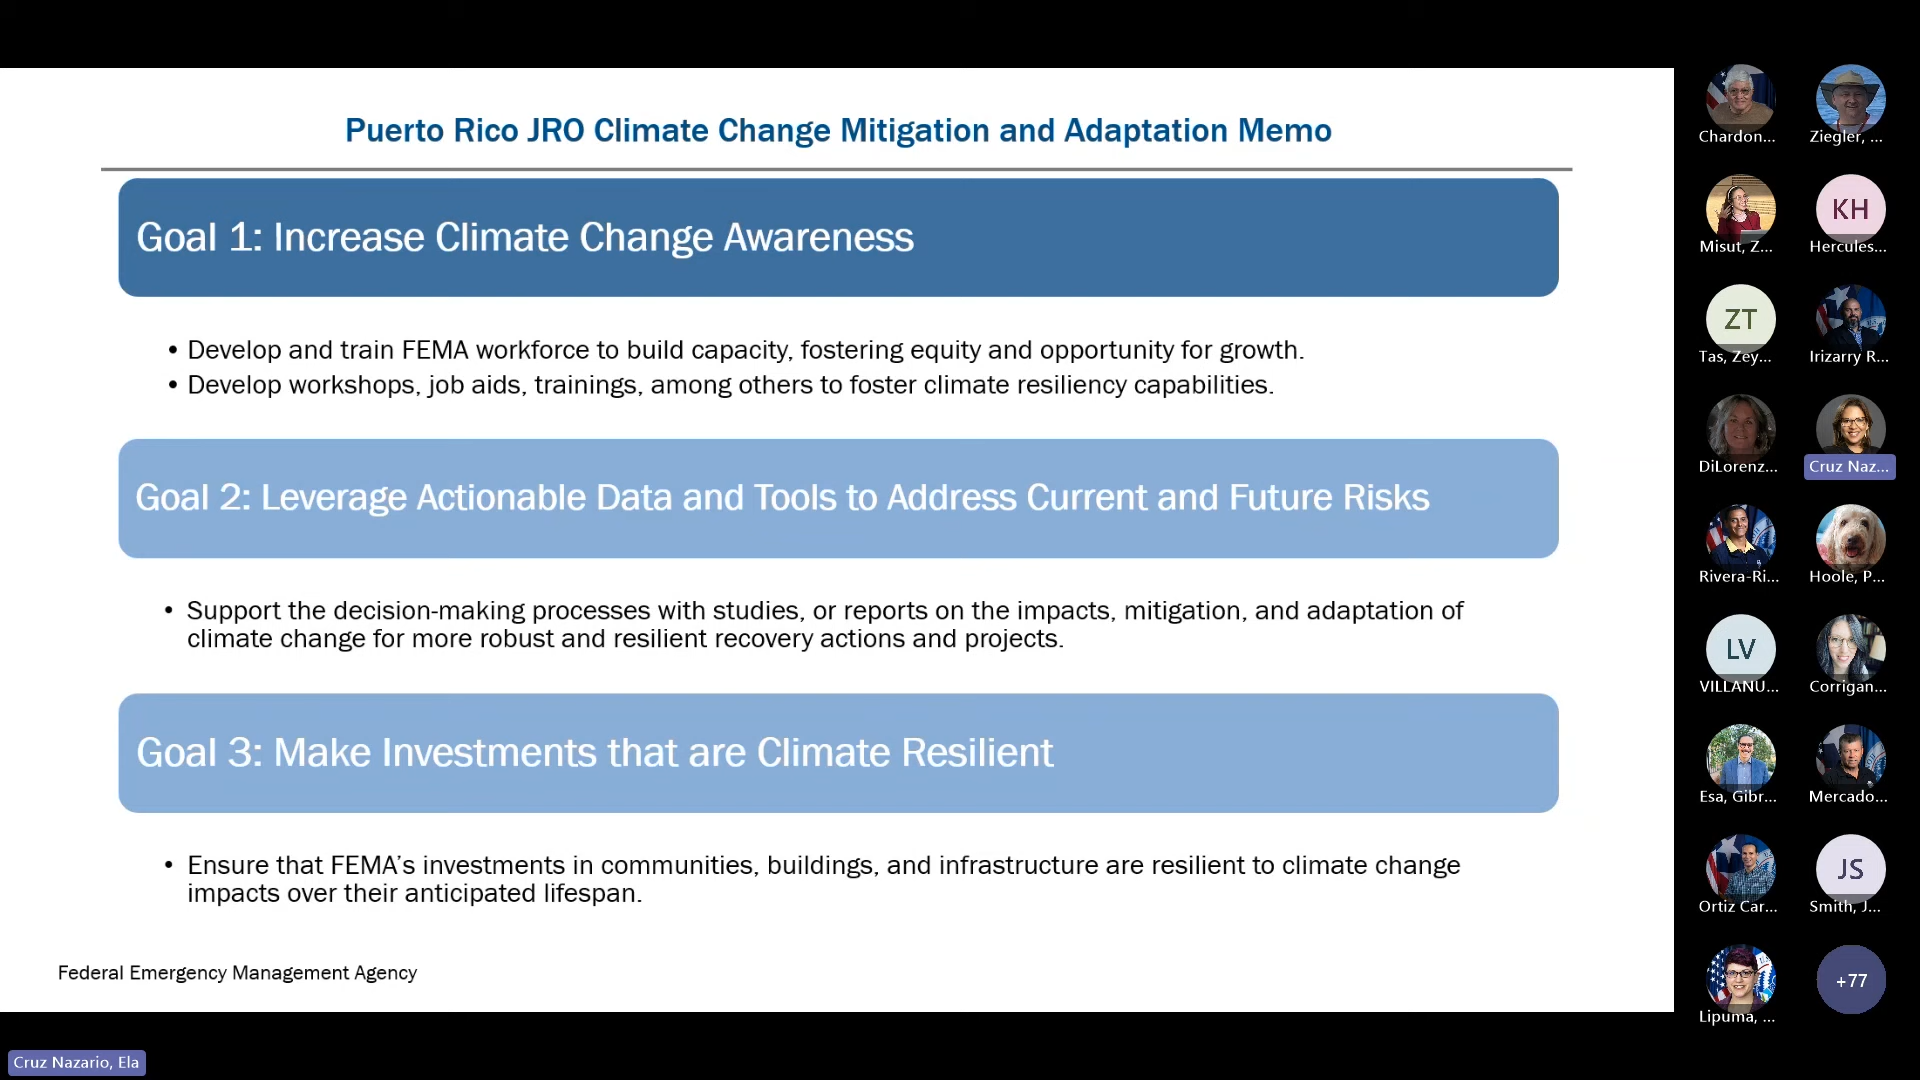 Puerto Rico JRO Climate Change Mitigation and Adaptation Memo
Goal 1: Increase Climate Change Awareness
• Develop and train FEMA workforce to build capacity, fostering equity and opportunity for growth.
• Develop workshops, job aids, trainings, among others to foster climate resiliency capabilities.
Goal 2: Leverage Actionable Data and Tools to Address Current and Future Risks
• Support the decision-making processes with studies, or reports on the impacts, mitigation, and adaptation of
climate change for more robust and resilient recovery actions and projects.
Goal 3: Make Investments that are Climate Resilient
• Ensure that FEMA’s investments in communities, buildings, and infrastructure are resilient to climate change
impacts over their anticipated lifespan.
Federal Emergency Management Agency
Cruz Nazario, Ela
Chardon...
Ziegler, ...
Misut, Z...
KH
Hercules...
ZT
Tas, Zey...
Irizarry R...
DiLorenz...
Cruz Naz...
Rivera-Ri...
Hoole, P...
LV
VILLANU...
Corrigan...
Esa, Gibr...
Mercado...
Ortiz Car...
JS
Smith, J...
Lipuma, ...
+77